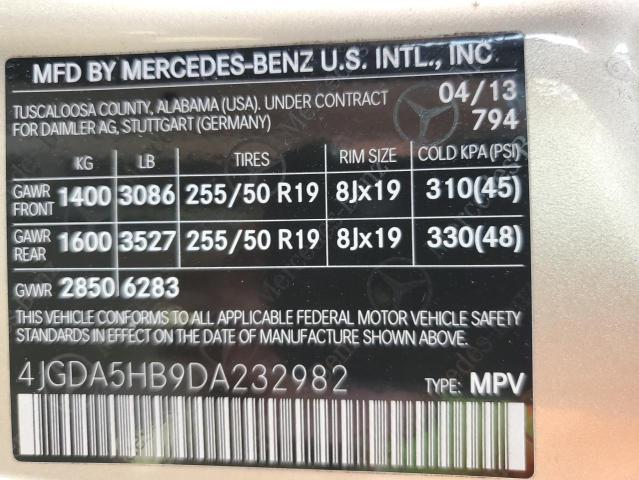 MFD BY MERCEDES-BENZ U.S. INTL., INC
TUSCALOOSA COUNTY, ALABAMA (USA). UNDER CONTRACT
FOR DAIMLER AG, STUTTGART (GERMANY)
04/13
794
KG LB TIRES RIM SIZE COLD KPA(PSI)
GAWR FRONT 1400 3086 255/50 R19 8Jx19 310(45)
GAWR REAR 1600 3527 255/50 R19 8Jx19 330(48)
GVWR 2850 6283
THIS VEHICLE CONFORMS TO ALL APPLICABLE FEDERAL MOTOR VEHICLE SAFETY
STANDARDS IN EFFECT ON THE DATE OF MANUFACTURE SHOWN ABOVE.
4JGDA5HB9DA232982
TYPE: MPV